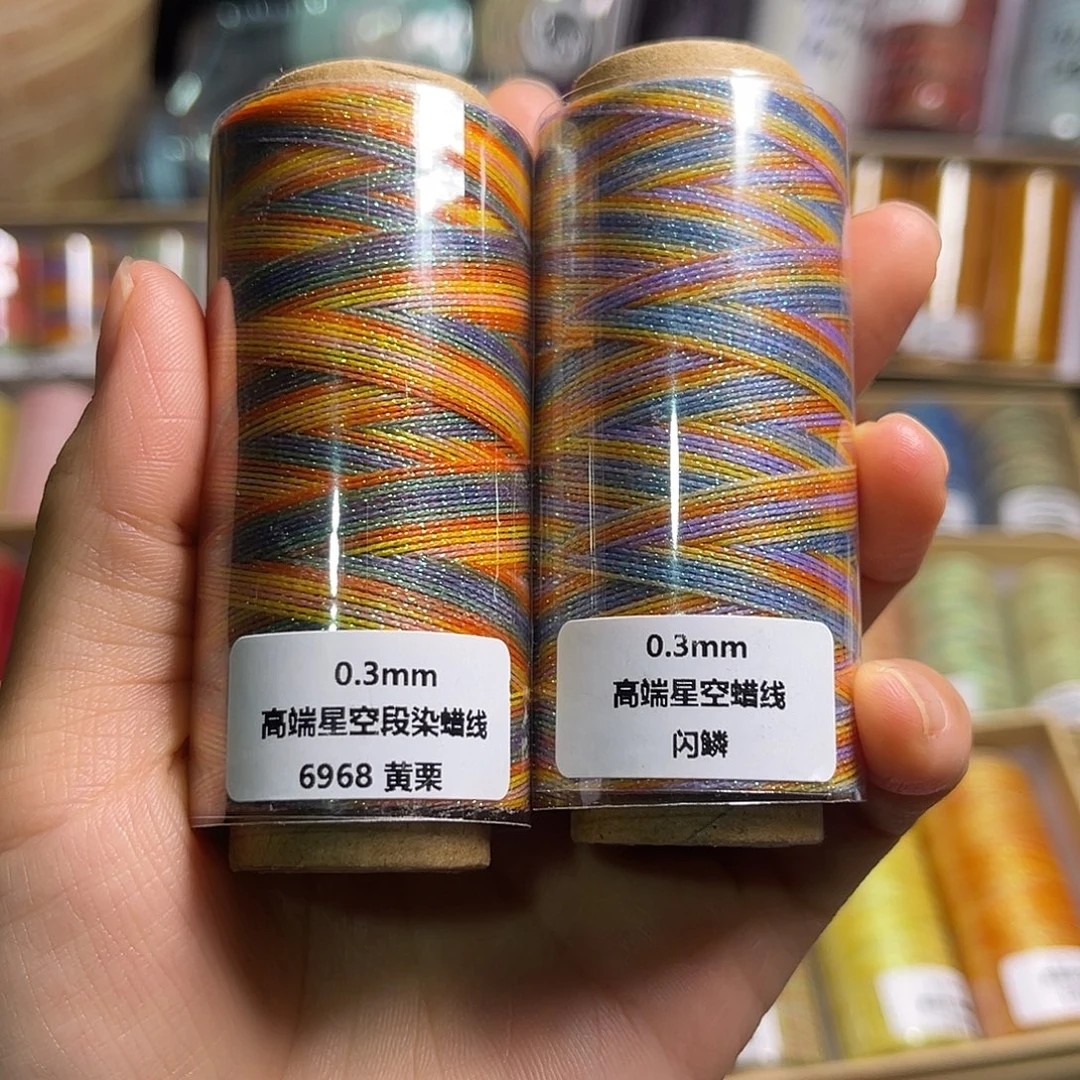 0.3mm
高端星空段染蜡线
6968 黄栗
0.3mm
高端星空蜡线
闪鳞